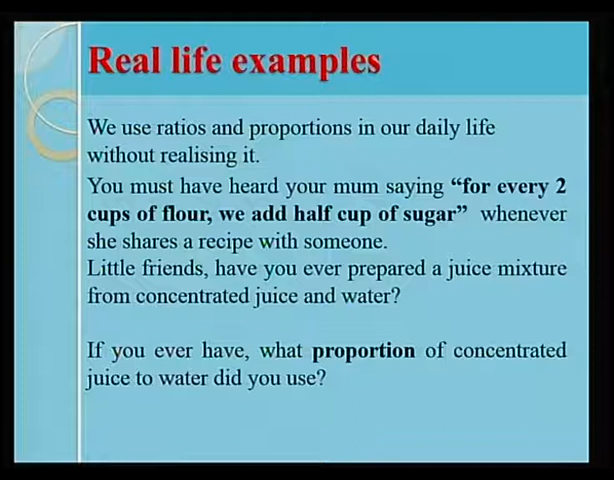 Real life examples
We use ratios and proportions in our daily life
without realising it.
You must have heard your mum saying “for every 2
cups of flour, we add half cup of sugar” whenever
she shares a recipe with someone.
Little friends, have you ever prepared a juice mixture
from concentrated juice and water?
If you ever have, what proportion of concentrated
juice to water did you use?